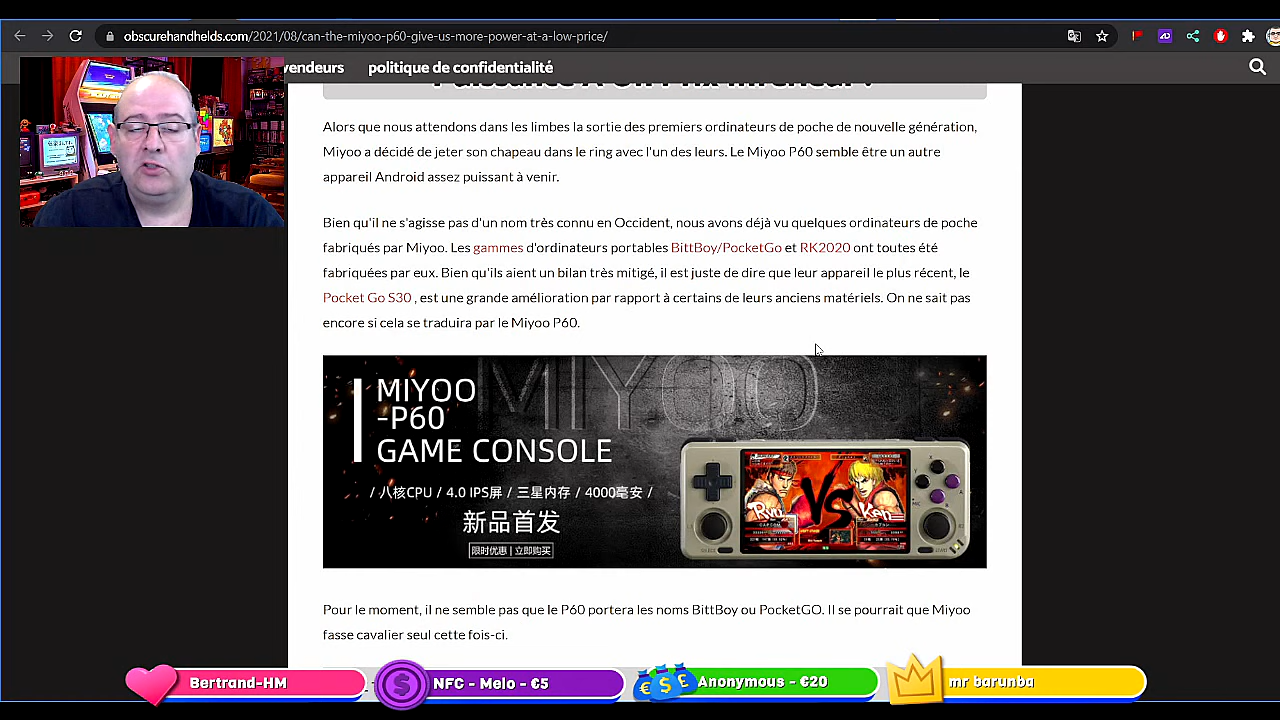 obscurehandhelds.com/2021/08/can-the-miyoo-p60-give-us-more-power-at-a-low-price/
vendeurs politique de confidentialité
Alors que nous attendons dans les limbes la sortie des premiers ordinateurs de poche de nouvelle génération,
Miyoo a décidé de jeter son chapeau dans le ring avec l'un des leurs. Le Miyoo P60 semble être un autre
appareil Android assez puissant à venir.
Bien qu'il ne s'agisse pas d'un nom très connu en Occident, nous avons déjà vu quelques ordinateurs de poche
fabriqués par Miyoo. Les gammes d'ordinateurs portables BittBoy/PocketGo et RK2020 ont toutes été
fabriquées par eux. Bien qu'ils aient un bilan très mitigé, il est juste de dire que leur appareil le plus récent, le
Pocket Go S30 , est une grande amélioration par rapport à certains de leurs anciens matériels. On ne sait pas
encore si cela se traduira par le Miyoo P60.
MIYOO
MIYOO
-P60
GAME CONSOLE
/ 八核CPU / 4.0 IPS屏 / 三星内存 / 4000毫安 /
新品首发
限时优惠 | 立即购买
Ryu VS Ken
Pour le moment, il ne semble pas que le P60 portera les noms BittBoy ou PocketGO. Il se pourrait que Miyoo
fasse cavalier seul cette fois-ci.
Bertrand-HM
NFC - Melo - €5
Anonymous - €20
mr barunba